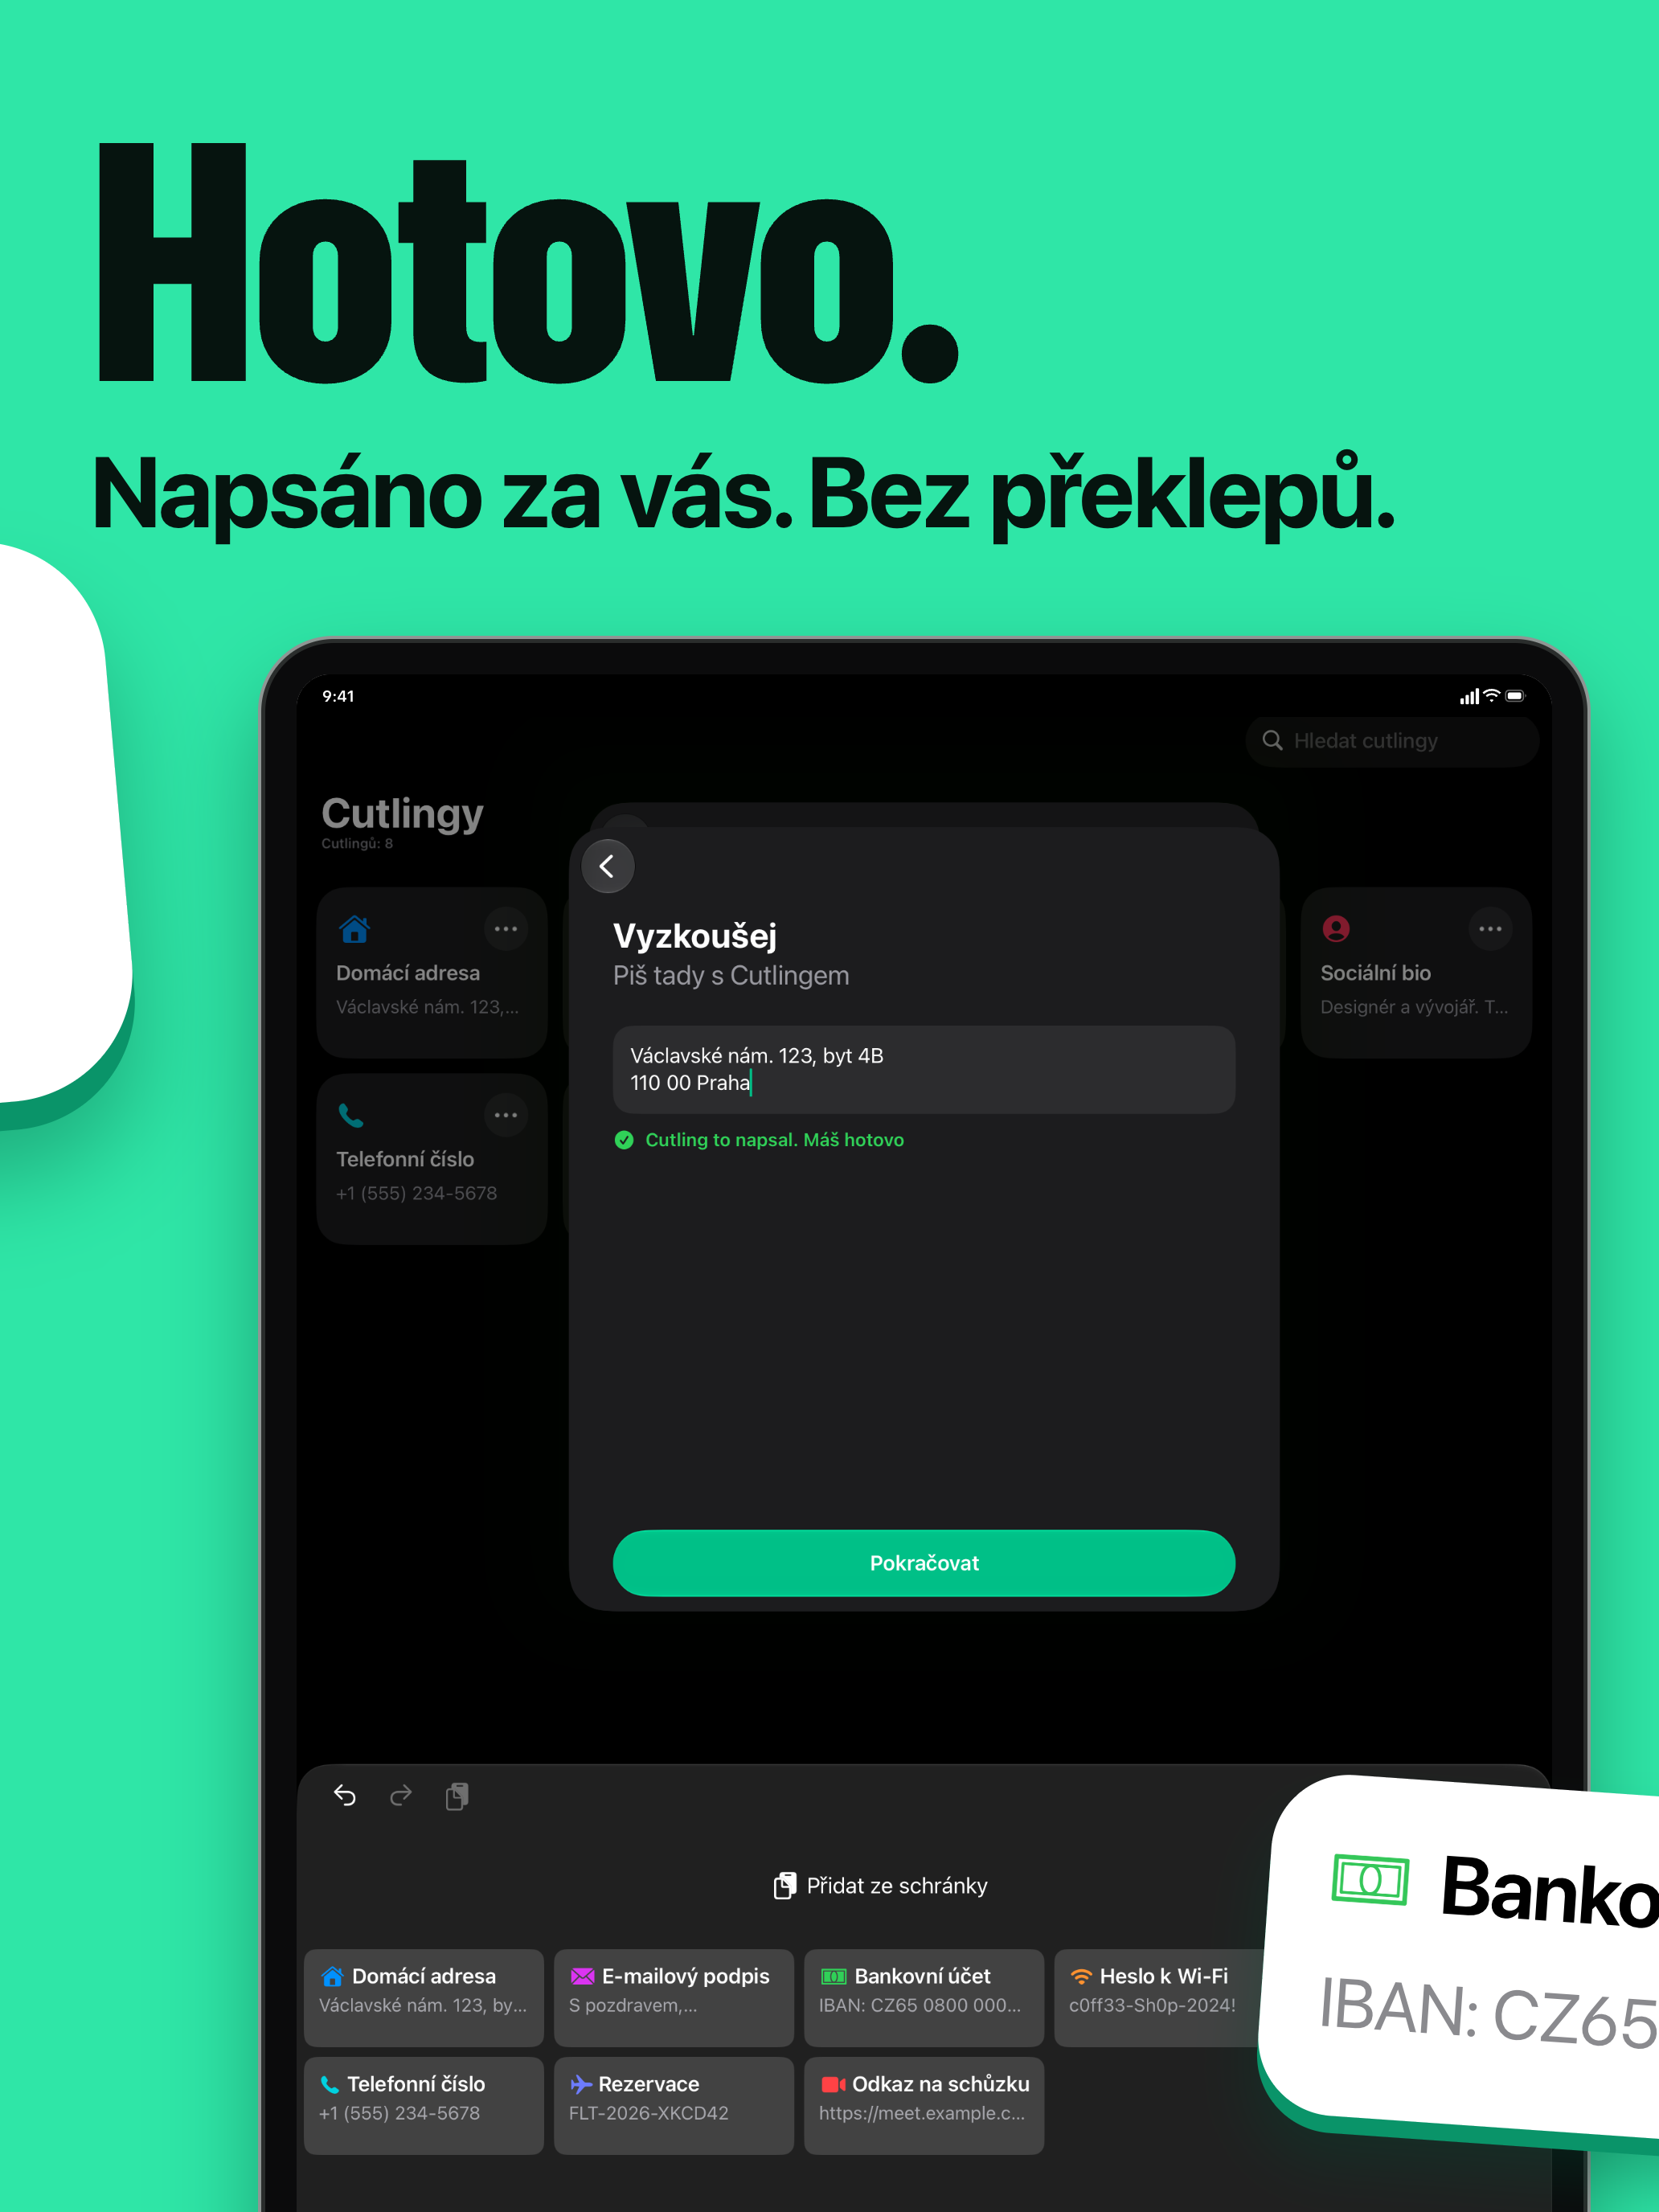 Hotovo.
Napsáno za vás. Bez překlepů.
9:41
Hledat cutlingy
Cutlingy
Cutlingů: 8
Domácí adresa
Václavské nám. 123,...
Telefonní číslo
+1 (555) 234-5678
Sociální bio
Designér a vývojář. T...
Vyzkoušej
Piš tady s Cutlingem
Václavské nám. 123, byt 4B
110 00 Praha
Cutling to napsal. Máš hotovo
Pokračovat
Přidat ze schránky
Domácí adresa
Václavské nám. 123, by...
E-mailový podpis
S pozdravem,...
Bankovní účet
IBAN: CZ65 0800 000...
Heslo k Wi-Fi
c0ff33-Sh0p-2024!
Telefonní číslo
+1 (555) 234-5678
Rezervace
FLT-2026-XKCD42
Odkaz na schůzku
https://meet.example.c...
Banko
IBAN: CZ65